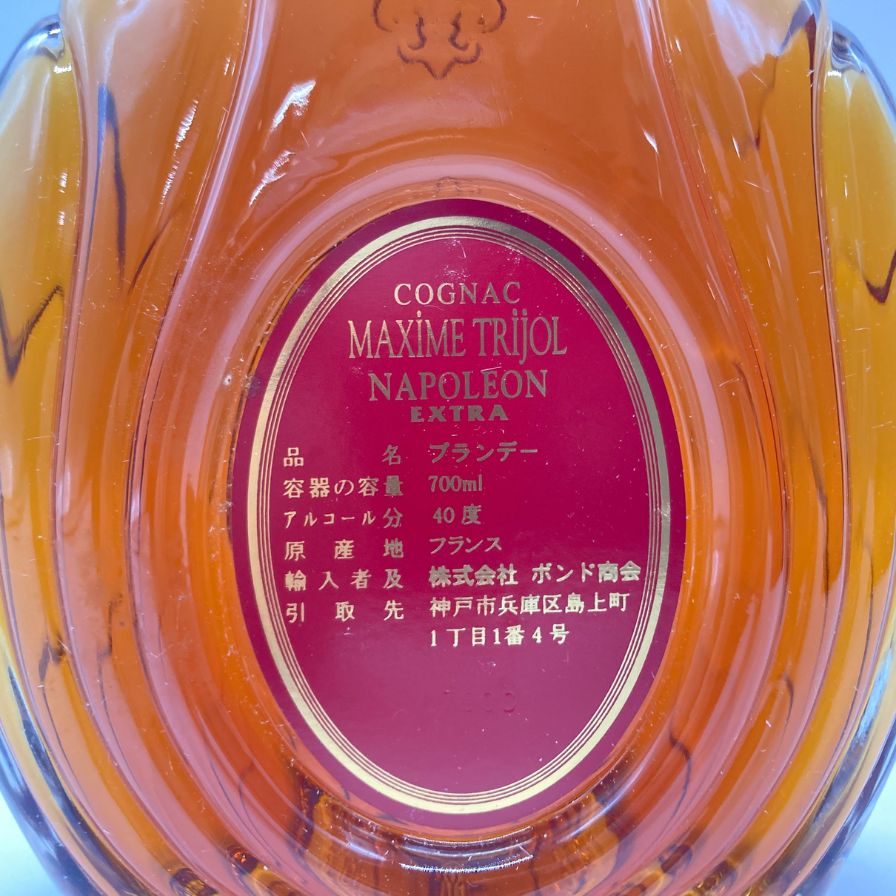 COGNAC
MAXiME TRijOL
NAPOLÉON
EXTRA
品名 ブランデー
容器の容量 700ml
アルコール分 40度
原産地 フランス
輸入者及 株式会社 ボンド商会
引取先 神戸市兵庫区島上町
1丁目1番4号